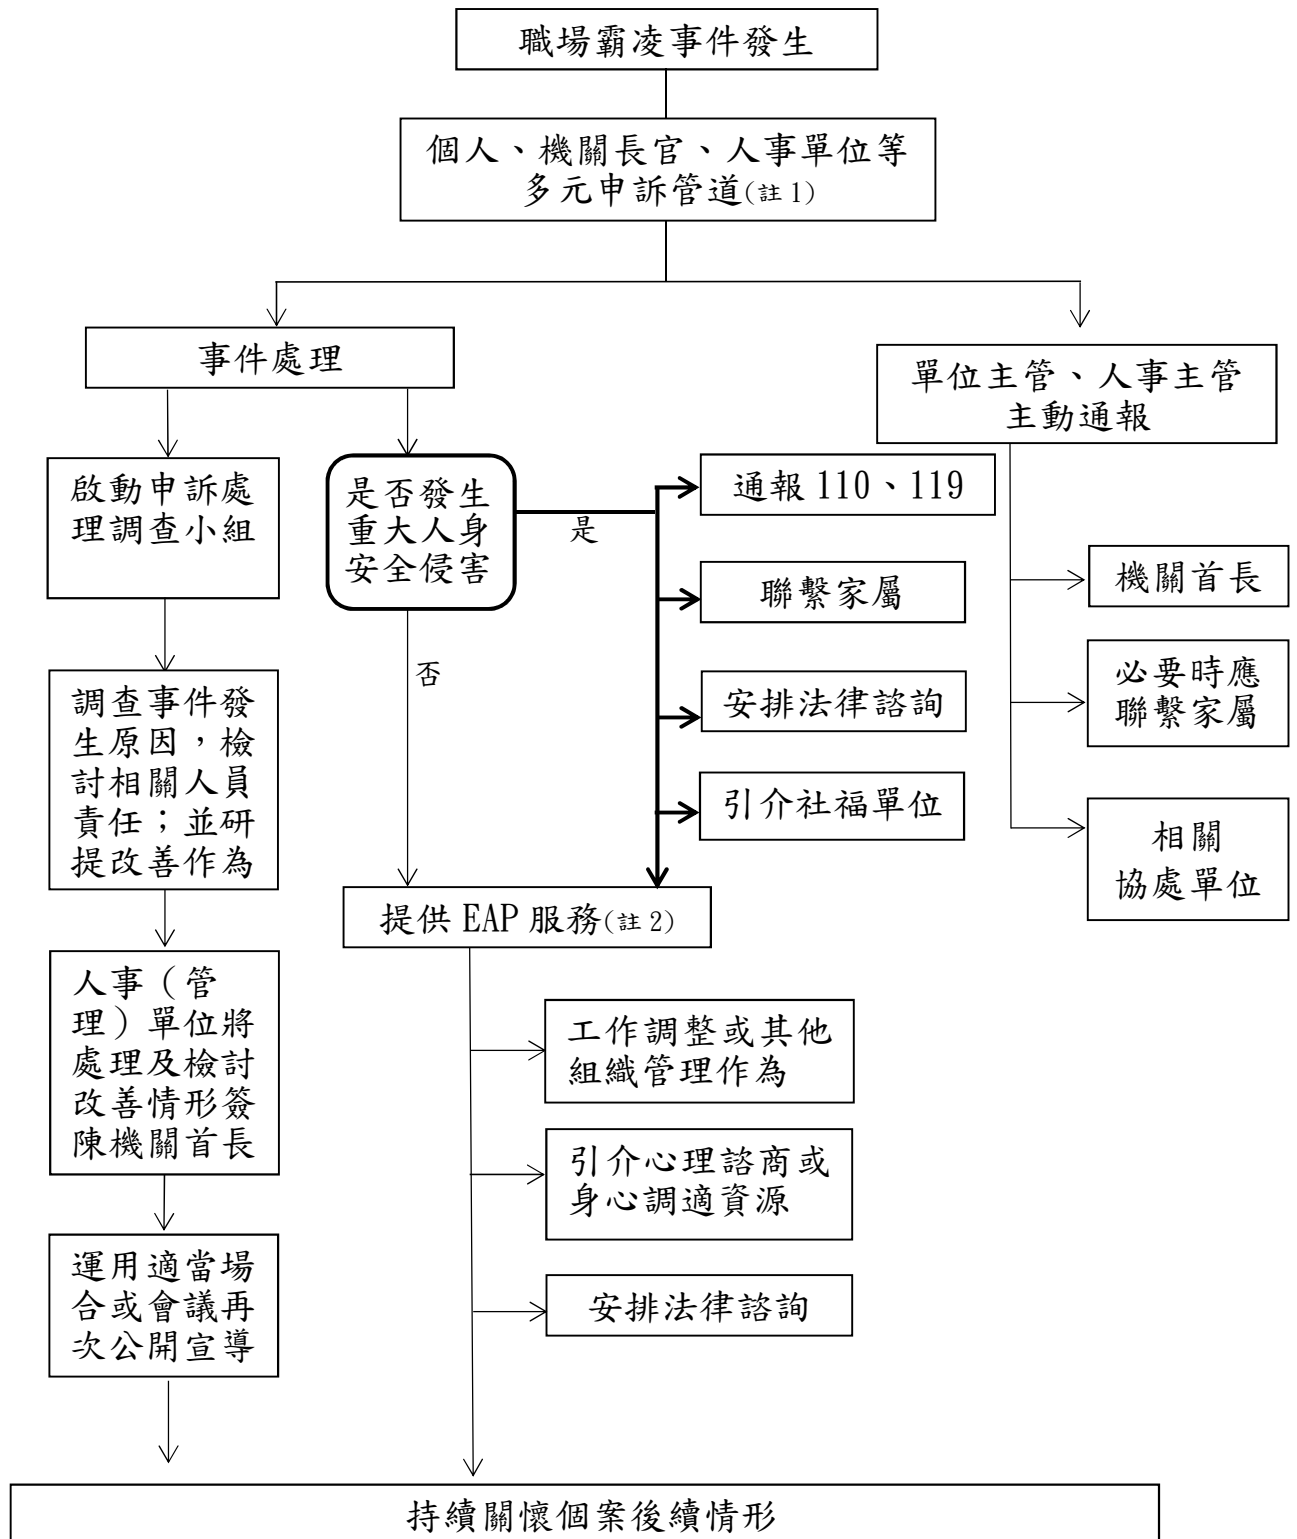 職場霸凌事件發生
個人、機關長官、人事單位等
多元申訴管道(註1)
事件處理
單位主管、人事主管
主動通報
啟動申訴處
理調查小組
是否發生
重大人身
安全侵害
是
否
通報 110、119
聯繫家屬
安排法律諮詢
引介社福單位
機關首長
必要時應
聯繫家屬
相關
協處單位
調查事件發
生原因，檢
討相關人員
責任；並研
提改善作為
提供 EAP 服務(註2)
人事（管
理）單位將
處理及檢討
改善情形簽
陳機關首長
工作調整或其他
組織管理作為
引介心理諮商或
身心調適資源
安排法律諮詢
運用適當場
合或會議再
次公開宣導
持續關懷個案後續情形